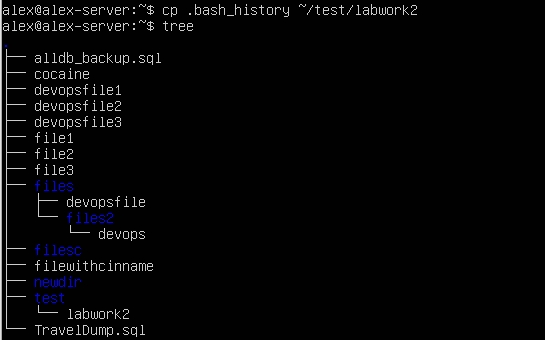 alex@alex-server:~$ cp .bash_history ~/test/labwork2
alex@alex-server:~$ tree
.
├── alldb_backup.sql
├── cocaine
├── devopsfile1
├── devopsfile2
├── devopsfile3
├── file1
├── file2
├── file3
├── files
│   ├── devopsfile
│   └── files2
│       └── devops
├── filesc
├── filewithcinname
├── newdir
├── test
│   └── labwork2
└── TravelDump.sql